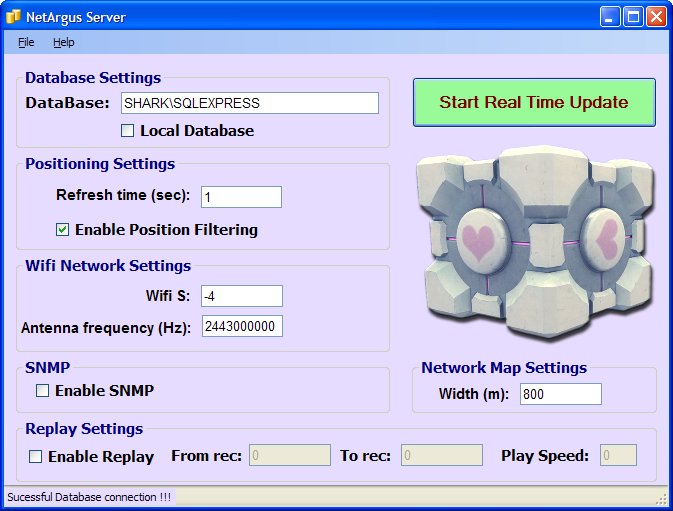 NetArgus Server
File Help
Database Settings
DataBase: SHARK\SQLEXPRESS
Local Database
Start Real Time Update
Positioning Settings
Refresh time (sec): 1
Enable Position Filtering
Wifi Network Settings
Wifi S: -4
Antenna frequency (Hz): 2443000000
SNMP
Enable SNMP
Network Map Settings
Width (m): 800
Replay Settings
Enable Replay From rec: 0 To rec: 0 Play Speed: 0
Sucessful Database connection !!!